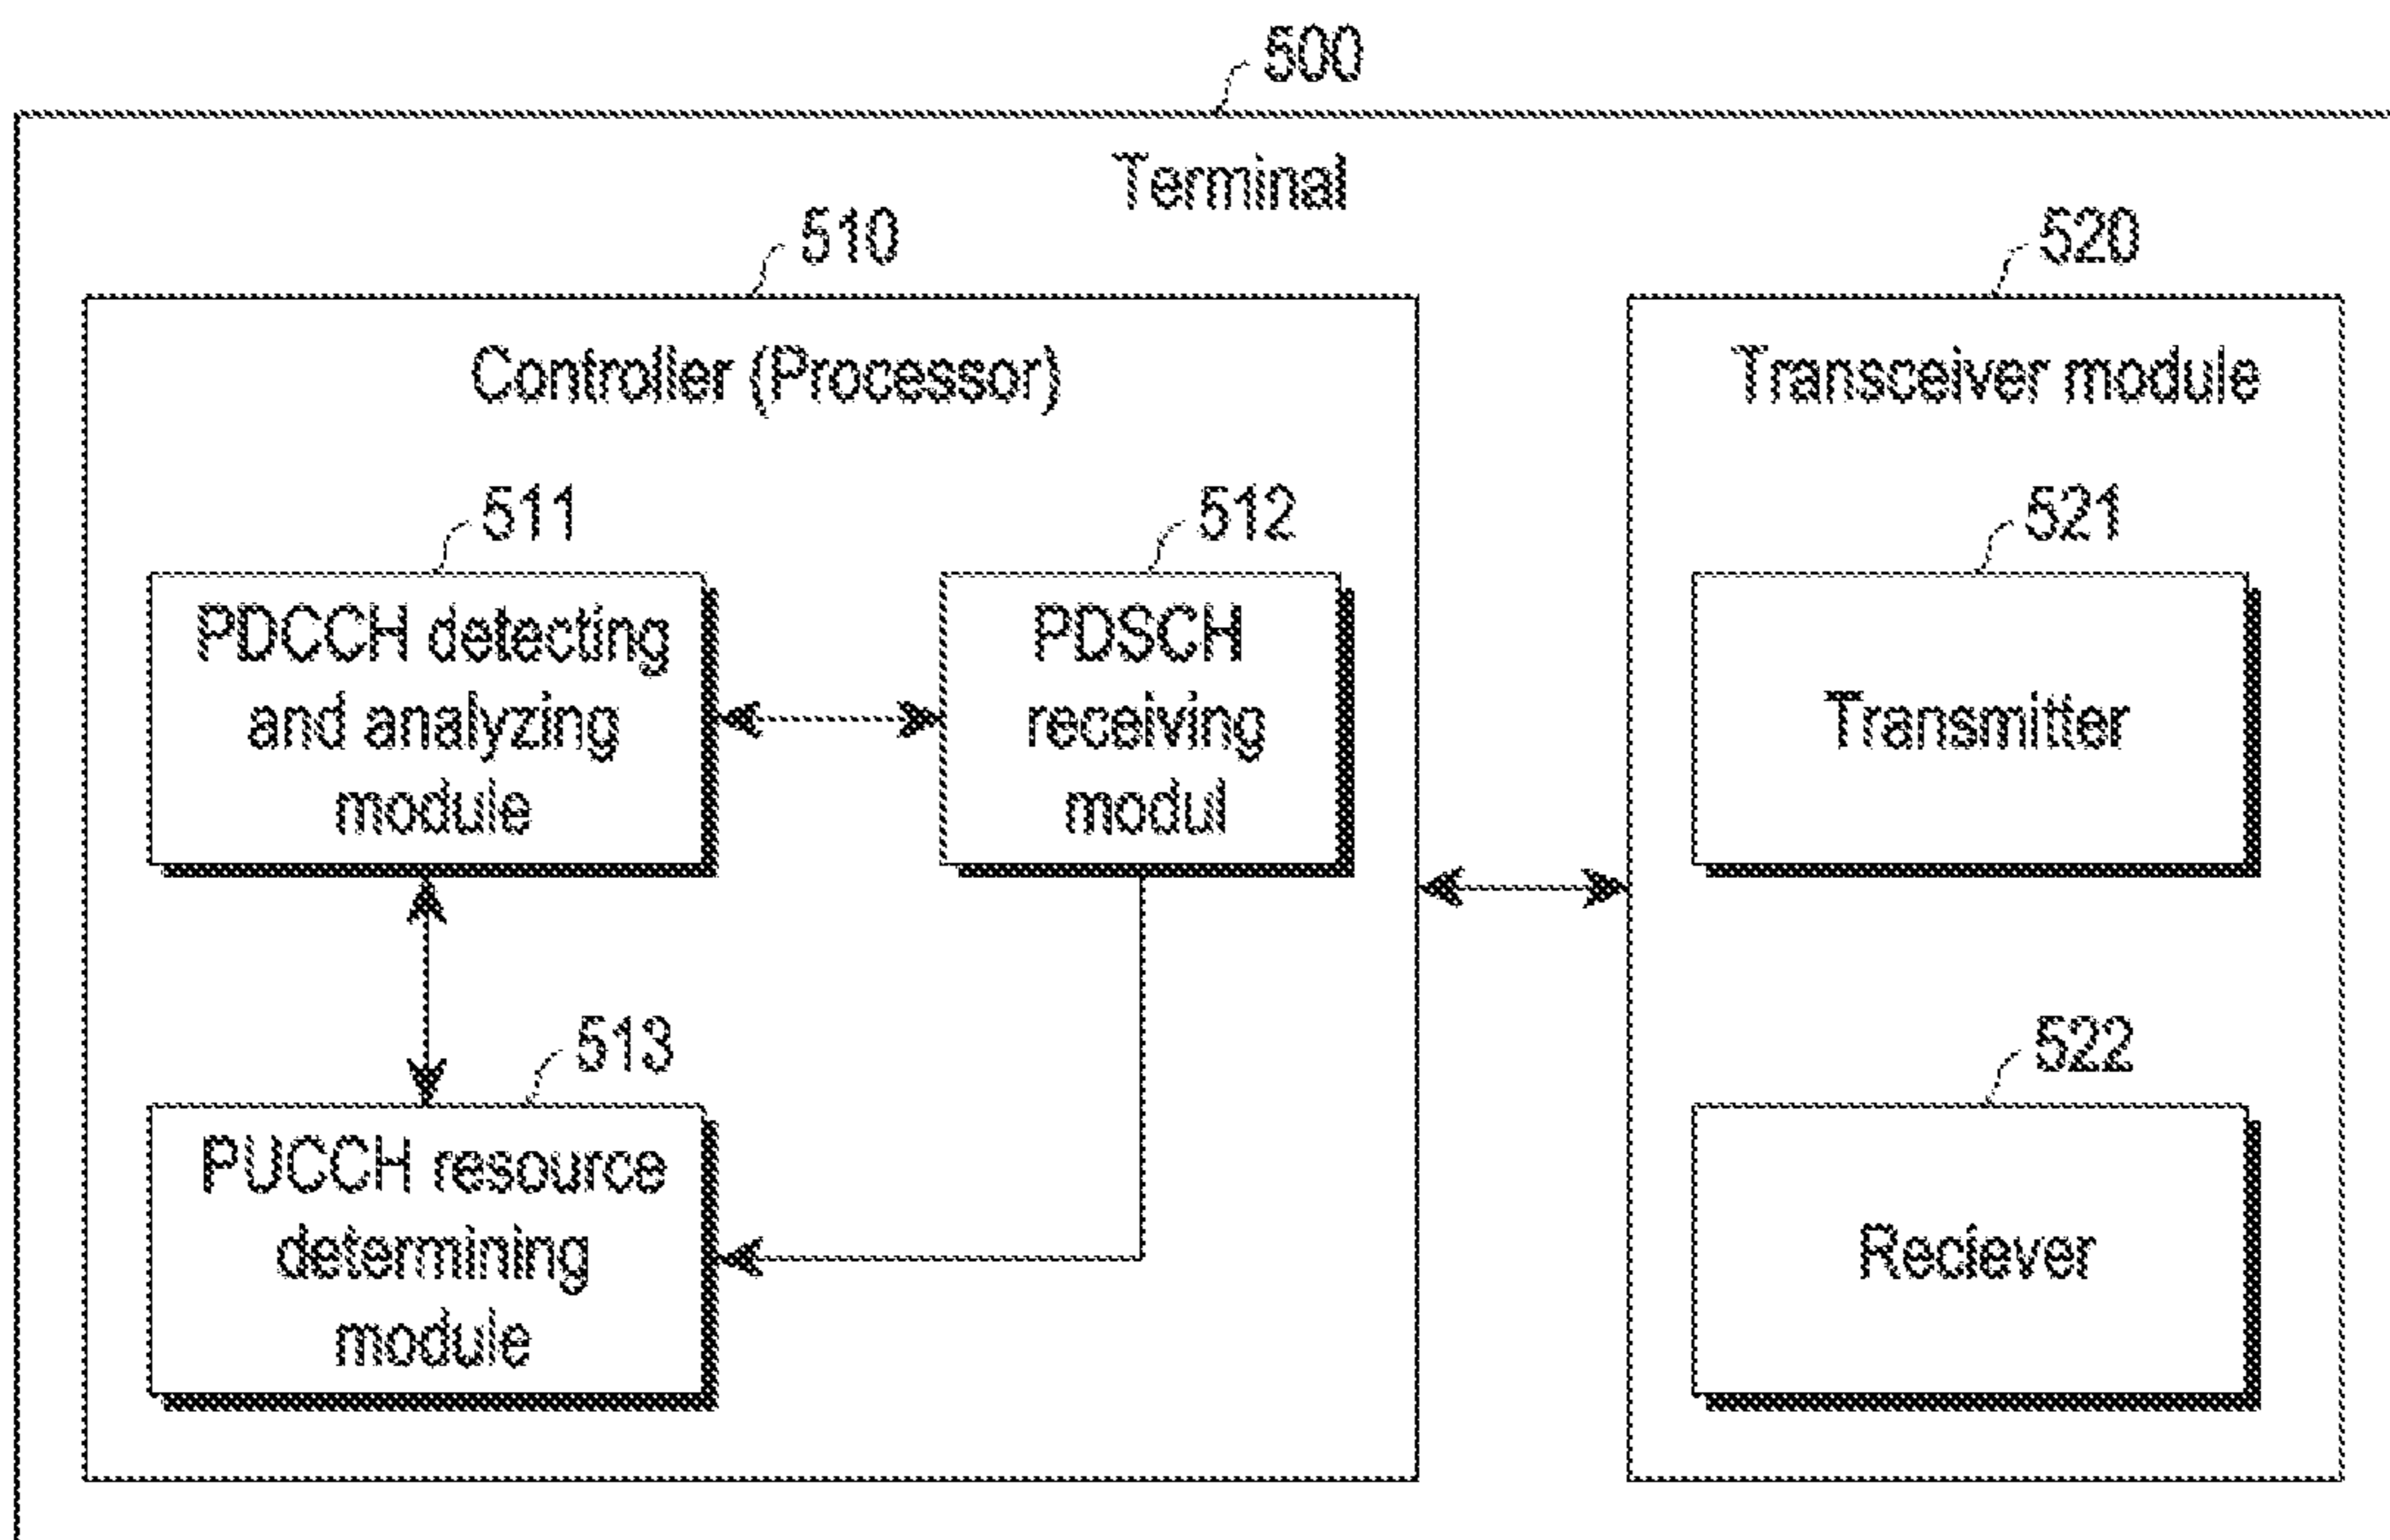 500
Terminal
510
520
Controller (Processor)
Transceiver module
511
512
521
PDCCH detecting
and analyzing
module
PDSCH
receiving
modul
Transmitter
513
522
PUCCH resource
determining
module
Reciever